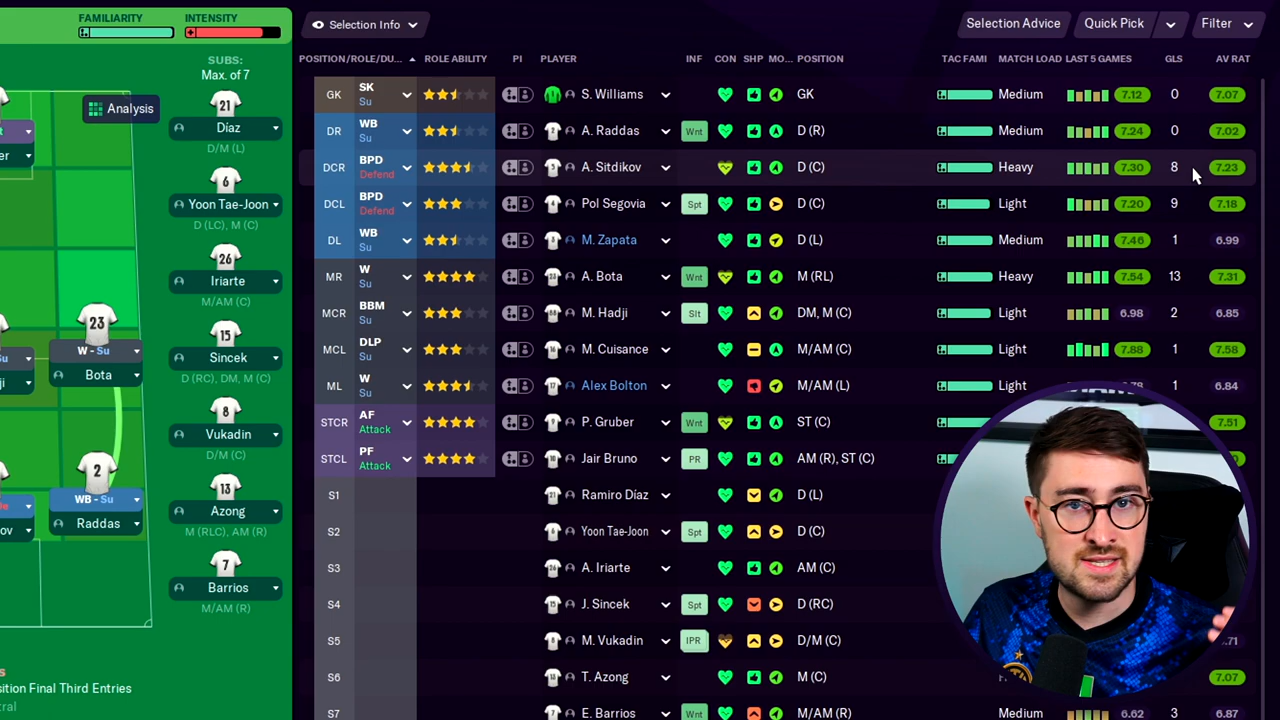 FAMILIARITY INTENSITY
SUBS:
Max. of 7
Analysis
21
Díaz
D/M (L)
6
Yoon Tae-Joon
D (LC), M (C)
26
Iriarte
M/AM (C)
15
Sincek
D (RC), DM, M (C)
8
Vukadin
D/M (C)
13
Azong
M (RLC), AM (R)
7
Barrios
M/AM (R)
23
W - Su
Bota
2
WB - Su
Raddas
sition Final Third Entries
tral
Selection Info Selection Advice Quick Pick Filter
POSITION/ROLE/DU... ROLE ABILITY PI PLAYER INF CON SHP MO... POSITION TAC FAMI MATCH LOAD LAST 5 GAMES GLS AV RAT
GK SK Su S. Williams GK Medium 7.12 0 7.07
DR WB Su A. Raddas Wnt D (R) Medium 7.24 0 7.02
DCR BPD Defend A. Sitdikov D (C) Heavy 7.30 8 7.23
DCL BPD Defend Pol Segovia Spt D (C) Light 7.20 9 7.18
DL WB Su M. Zapata D (L) Medium 7.46 1 6.99
MR W Su A. Bota Wnt M (RL) Heavy 7.54 13 7.31
MCR BBM Su M. Hadji Slt DM, M (C) Light 6.98 2 6.85
MCL DLP Su M. Cuisance M/AM (C) Light 7.88 1 7.58
ML W Su Alex Bolton M/AM (L) Light 1 6.84
STCR AF Attack P. Gruber Wnt ST (C) 7.51
STCL PF Attack Jair Bruno PR AM (R), ST (C)
S1 Ramiro Díaz D (L)
S2 Yoon Tae-Joon Spt D (C)
S3 A. Iriarte AM (C)
S4 J. Sincek Spt D (RC)
S5 M. Vukadin IPR D/M (C)
S6 T. Azong M (C) 7.07
S7 E. Barrios Wnt M/AM (R) Medium 6.62 3 6.87